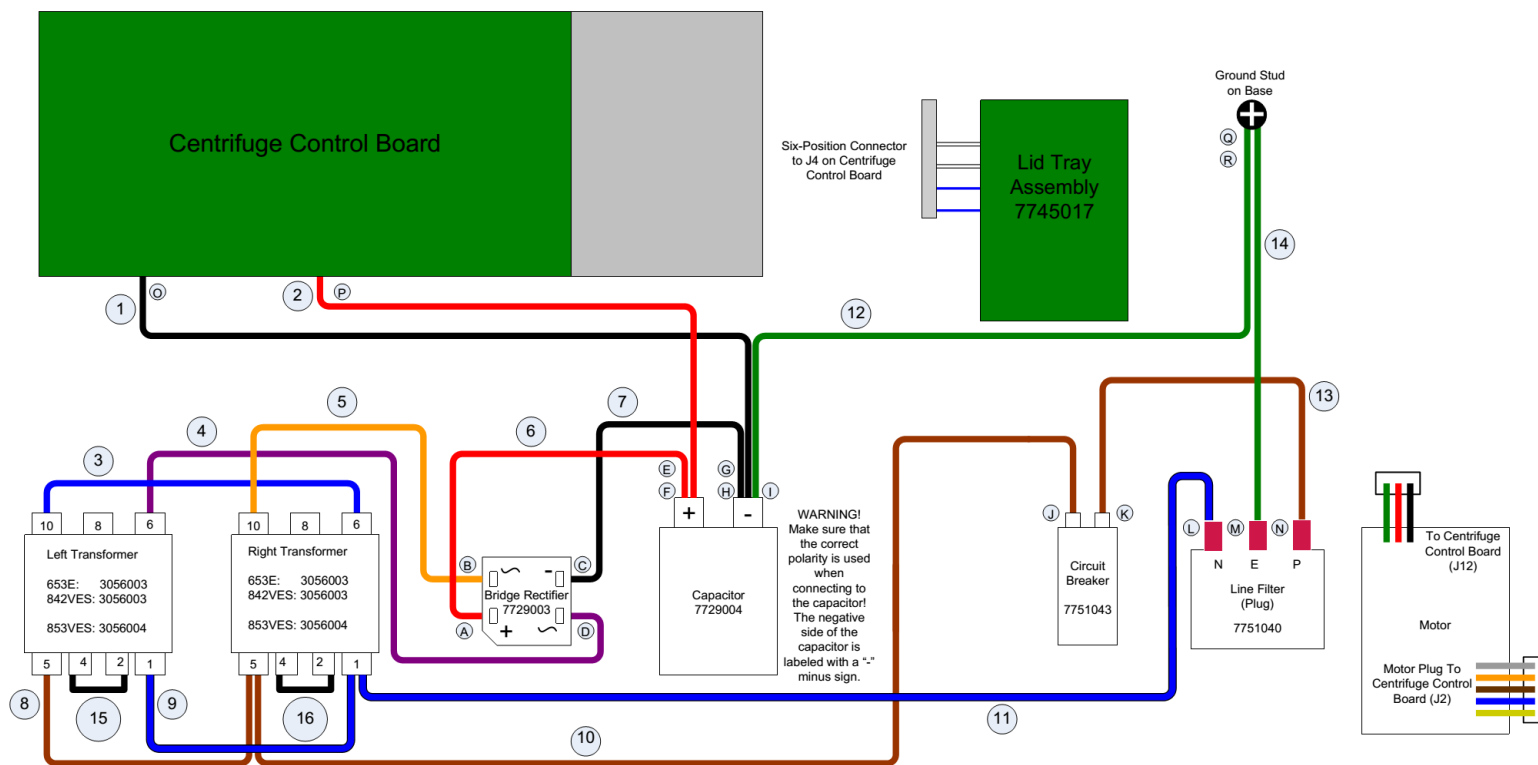 Centrifuge Control Board
Six-Position Connector
to J4 on Centrifuge
Control Board
Lid Tray
Assembly
7745017
Ground Stud
on Base
Q
R
14
1
O
2
P
12
3
4
5
6
7
13
E
F
G
H
I
+
-
WARNING!
Make sure that
the correct
polarity is used
when
connecting to
the capacitor!
The negative
side of the
capacitor is
labeled with a “-”
minus sign.
10
8
6
Left Transformer
653E: 3056003
842VES: 3056003
853VES: 3056004
5
4
2
1
10
8
6
Right Transformer
653E: 3056003
842VES: 3056003
853VES: 3056004
5
4
2
1
B
-
C
Bridge Rectifier
7729003
A
+
D
Capacitor
7729004
J
K
Circuit
Breaker
7751043
L
M
N
N E P
Line Filter
(Plug)
7751040
To Centrifuge
Control Board
(J12)
Motor
Motor Plug To
Centrifuge Control
Board (J2)
8
15
9
16
10
11